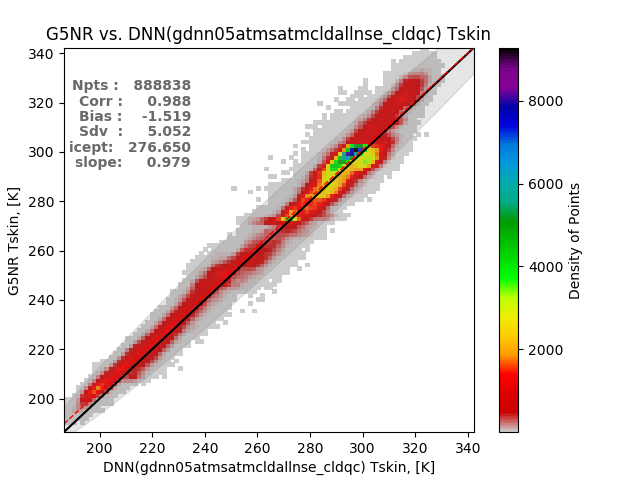 G5NR vs. DNN(gdnn05atmsatmcldallnse_cldqc) Tskin
Npts : 888838
Corr : 0.988
Bias : -1.519
Sdv : 5.052
icept: 276.650
slope: 0.979
340
320
300
280
260
240
220
200
G5NR Tskin, [K]
200 220 240 260 280 300 320 340
DNN(gdnn05atmsatmcldallnse_cldqc) Tskin, [K]
8000
6000
4000
2000
Density of Points